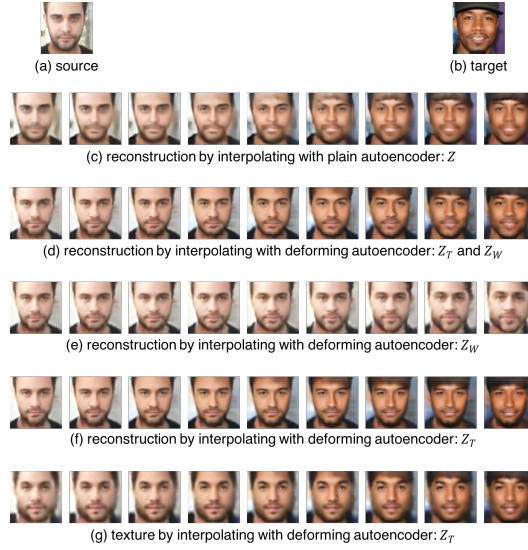 (a) source
(b) target
(c) reconstruction by interpolating with plain autoencoder: Z
(d) reconstruction by interpolating with deforming autoencoder: Z_T and Z_W
(e) reconstruction by interpolating with deforming autoencoder: Z_W
(f) reconstruction by interpolating with deforming autoencoder: Z_T
(g) texture by interpolating with deforming autoencoder: Z_T